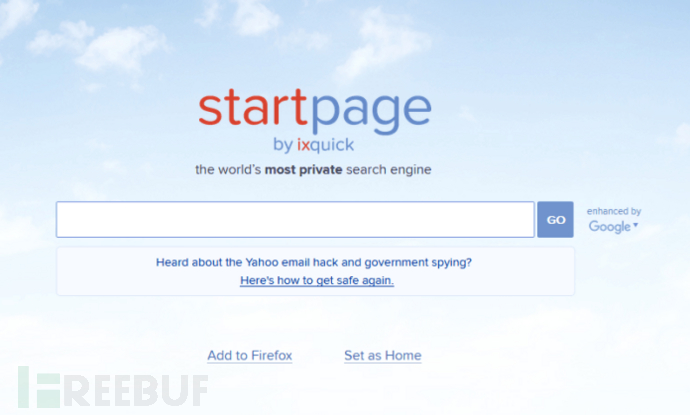 startpage
by ixquick
the world's most private search engine
GO
enhanced by
Google
Heard about the Yahoo email hack and government spying?
Here's how to get safe again.
Add to Firefox Set as Home
FREEBUF